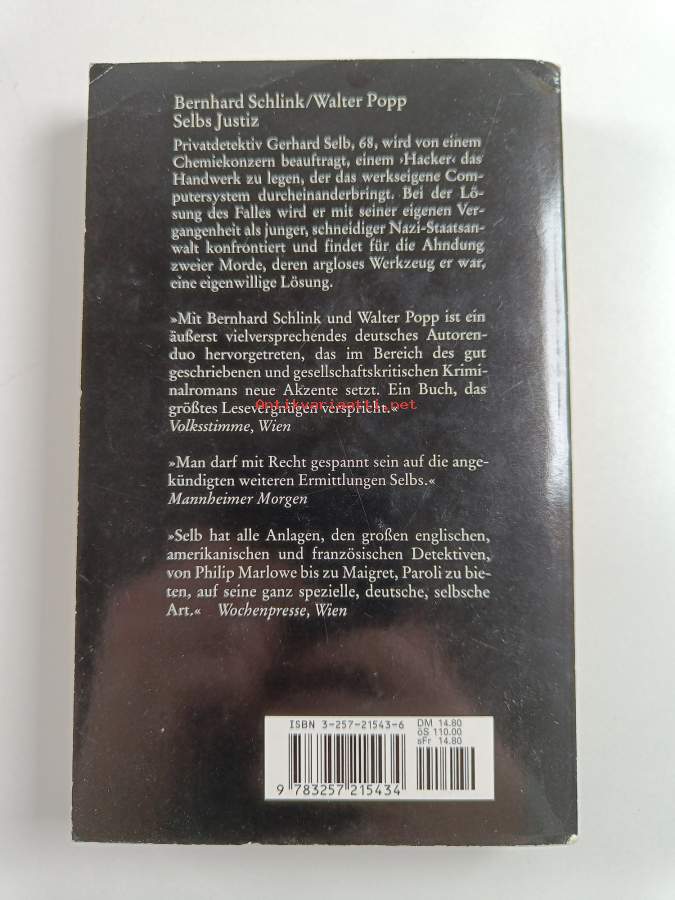 Bernhard Schlink/Walter Popp
Selbs Justiz
Privatdetektiv Gerhard Selb, 68, wird von einem
Chemiekonzern beauftragt, einem ›Hacker‹ das
Handwerk zu legen, der das werkseigene Com-
putersystem durcheinanderbringt. Bei der Lö-
sung des Falles wird er mit seiner eigenen Ver-
gangenheit als junger, schneidiger Nazi-Staatsan-
walt konfrontiert und findet für die Ahndung
zweier Morde, deren argloses Werkzeug er war,
eine eigenwillige Lösung.
»Mit Bernhard Schlink und Walter Popp ist ein
äußerst vielversprechendes deutsches Autoren-
duo hervorgetreten, das im Bereich des gut
geschriebenen und gesellschaftskritischen Krimi-
nalromans neue Akzente setzt. Ein Buch, das
größtes Lesevergnügen verspricht.«
Antikvariaatti.net
Volksstimme, Wien
»Man darf mit Recht gespannt sein auf die ange-
kündigten weiteren Ermittlungen Selbs.«
Mannheimer Morgen
»Selb hat alle Anlagen, den großen englischen,
amerikanischen und französischen Detektiven,
von Philip Marlowe bis zu Maigret, Paroli zu bie-
ten, auf seine ganz spezielle, deutsche, selbsche
Art.« Wochenpresse, Wien
ISBN 3-257-21543-6
DM 14.80
öS 110.00
sFr 14.80
9 783257 215434